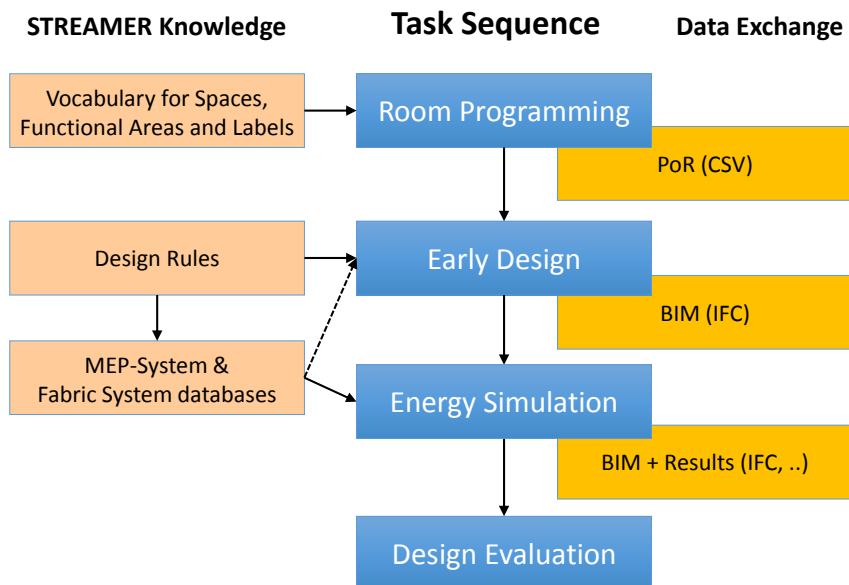 STREAMER Knowledge
Task Sequence
Data Exchange
Vocabulary for Spaces,
Functional Areas and Labels
Room Programming
PoR (CSV)
Design Rules
Early Design
BIM (IFC)
MEP-System &
Fabric System databases
Energy Simulation
BIM + Results (IFC, ..)
Design Evaluation